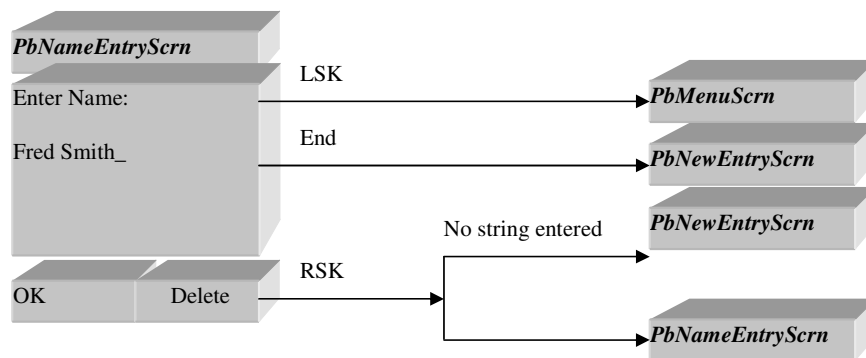 PbNameEntryScrn
Enter Name:
Fred Smith_
OK
Delete
LSK
PbMenuScrn
End
PbNewEntryScrn
No string entered
PbNewEntryScrn
RSK
PbNameEntryScrn